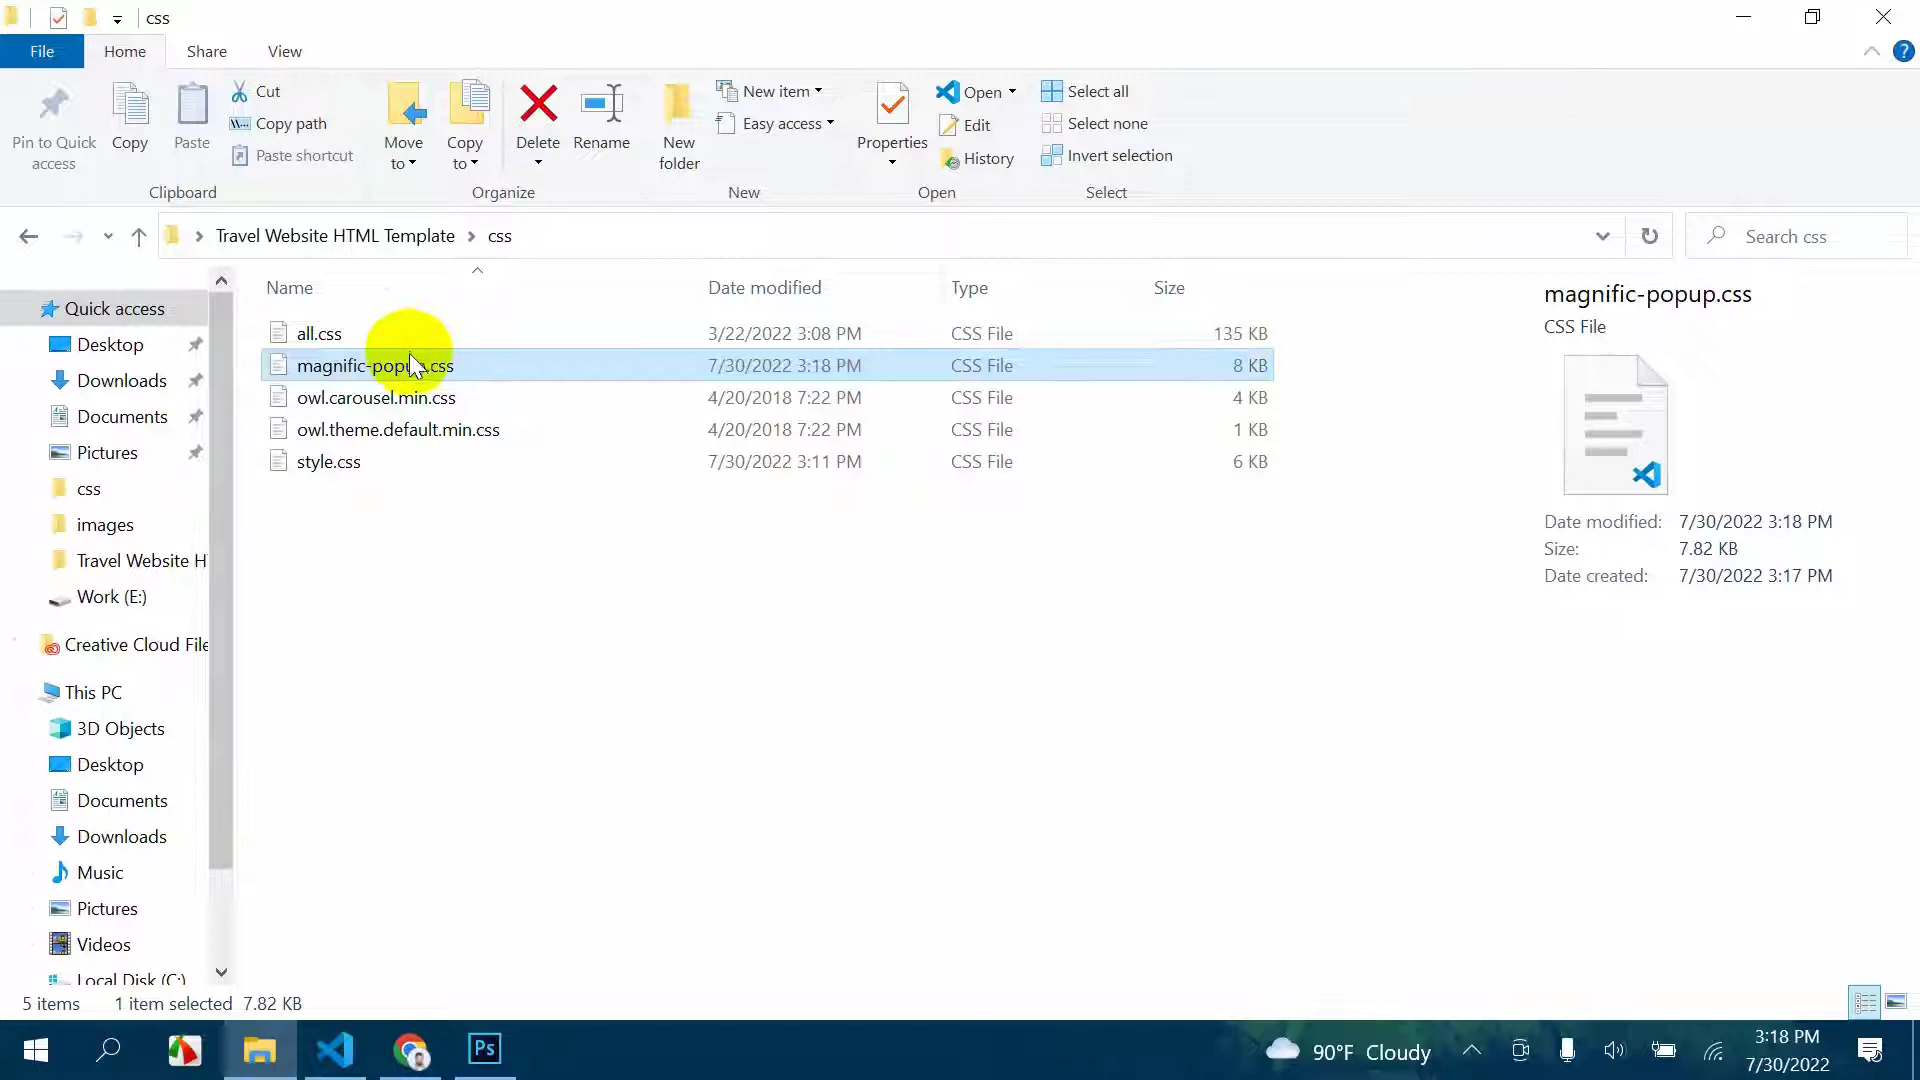 css
File
Home
Share
View
?
Pin to Quick
access
Copy
Paste
Cut
Copy path
Paste shortcut
Clipboard
Move
to
Copy
to
Delete
Rename
Organize
New
folder
New item
Easy access
New
Properties
Open
Edit
History
Open
Select all
Select none
Invert selection
Select
Travel Website HTML Template
css
Search css
Name
Date modified
Type
Size
all.css
3/22/2022 3:08 PM
CSS File
135 KB
magnific-popup.css
7/30/2022 3:18 PM
CSS File
8 KB
owl.carousel.min.css
4/20/2018 7:22 PM
CSS File
4 KB
owl.theme.default.min.css
4/20/2018 7:22 PM
CSS File
1 KB
style.css
7/30/2022 3:11 PM
CSS File
6 KB
Quick access
Desktop
Downloads
Documents
Pictures
css
images
Travel Website H
Work (E:)
Creative Cloud File
This PC
3D Objects
Desktop
Documents
Downloads
Music
Pictures
Videos
Local Disk (C:)
magnific-popup.css
CSS File
Date modified: 7/30/2022 3:18 PM
Size: 7.82 KB
Date created: 7/30/2022 3:17 PM
5 items
1 item selected 7.82 KB
Ps
90°F Cloudy
3:18 PM
7/30/2022